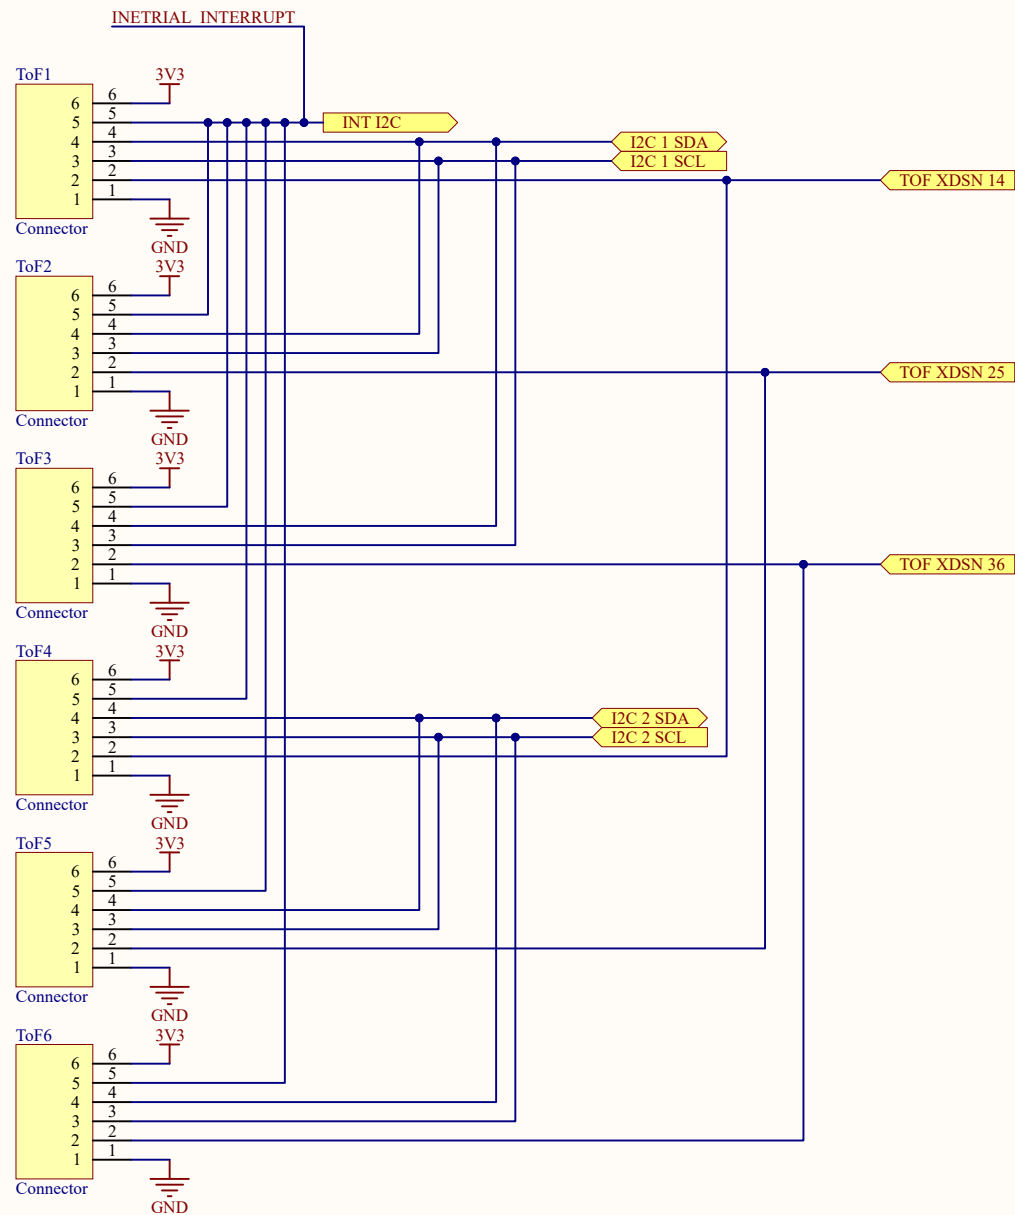 INETRIAL INTERRUPT
ToF1
3V3
6 6
5 5 INT I2C
4 4 I2C 1 SDA
3 3 I2C 1 SCL
2 2 TOF XDSN 14
1 1
Connector
GND
ToF2
3V3
6 6
5 5
4 4
3 3
2 2 TOF XDSN 25
1 1
Connector
GND
ToF3
3V3
6 6
5 5
4 4
3 3
2 2 TOF XDSN 36
1 1
Connector
GND
ToF4
3V3
6 6
5 5
4 4 I2C 2 SDA
3 3 I2C 2 SCL
2 2
1 1
Connector
GND
ToF5
3V3
6 6
5 5
4 4
3 3
2 2
1 1
Connector
GND
ToF6
3V3
6 6
5 5
4 4
3 3
2 2
1 1
Connector
GND